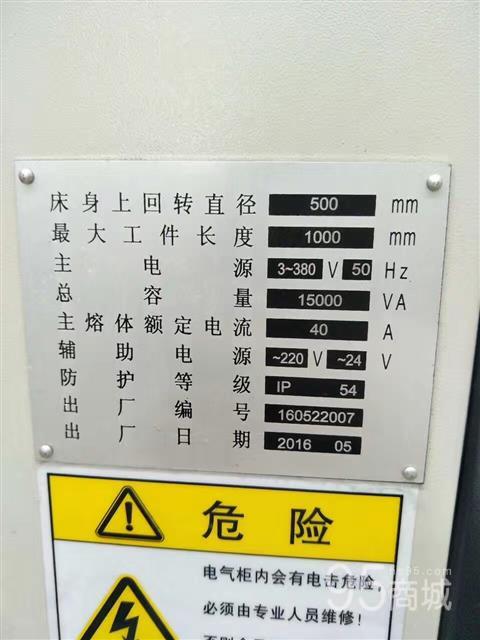 床身上回转直径 500 mm
最大工件长度 1000 mm
主电源 3~380 V 50 Hz
总容量 15000 VA
主熔体额定电流 40 A
辅助电源 ~220 V ~24 V
防护等级 IP 54
出厂编号 160522007
出厂日期 2016 05
危险
电气柜内会有电击危险,
必须由专业人员维修!
95商城